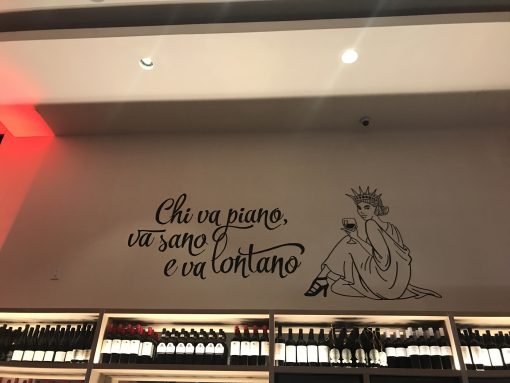 Chi va piano,
va sano
e va lontano